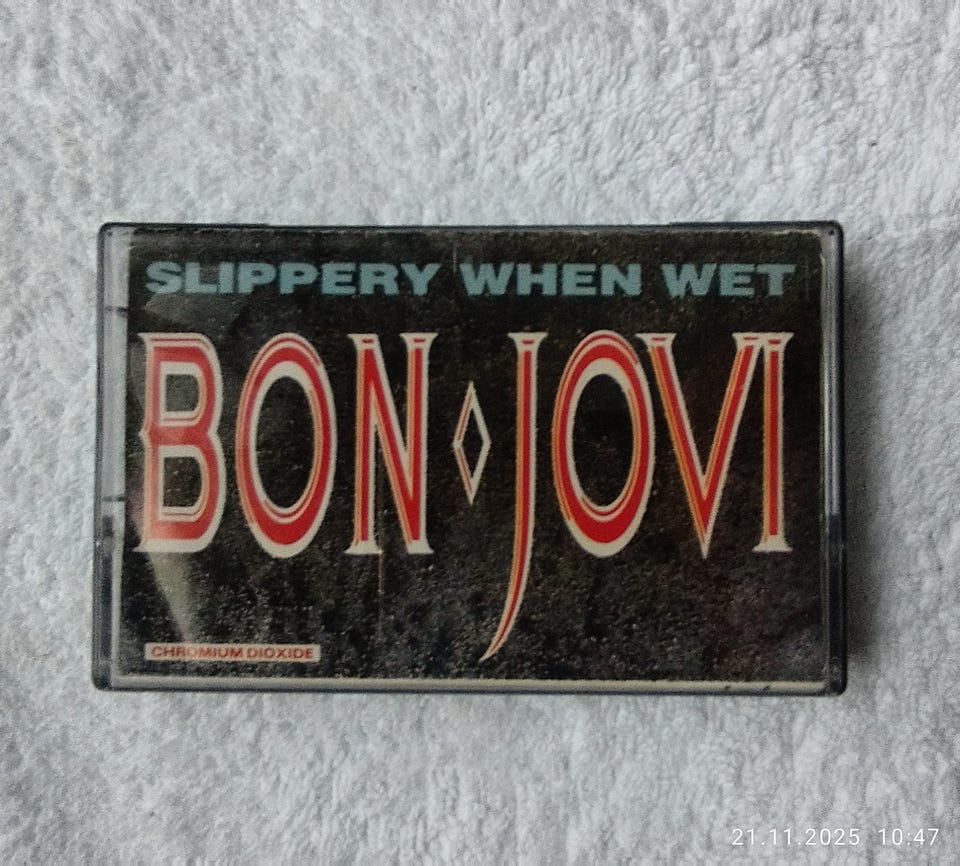 SLIPPERY WHEN WET
BON JOVI
CHROMIUM DIOXIDE
21.11.2025 10:47